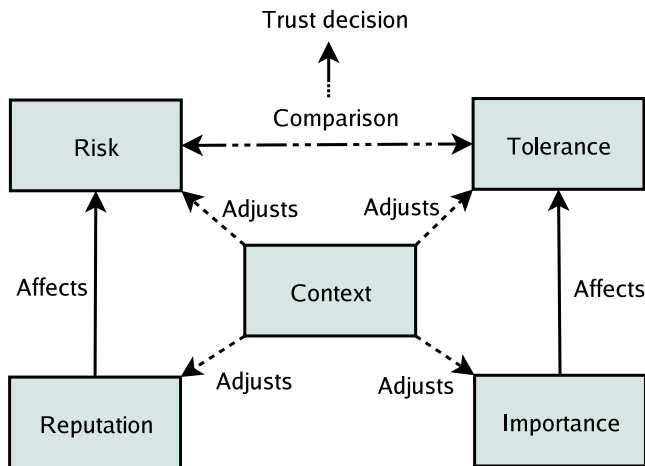 Trust decision
Comparison
Risk
Tolerance
Adjusts
Adjusts
Affects
Context
Affects
Adjusts
Adjusts
Reputation
Importance